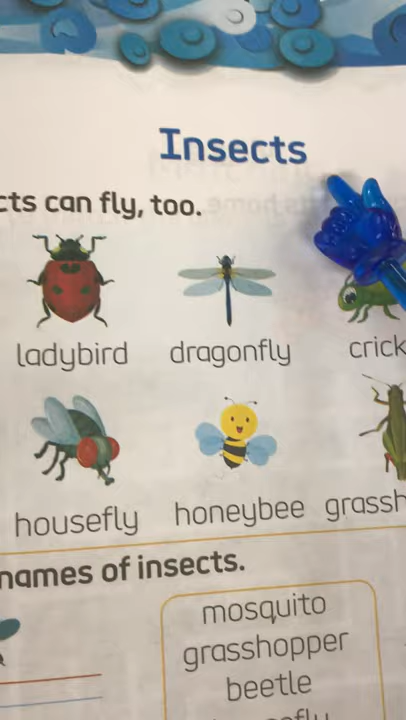 Insects
cts can fly, too.
ladybird dragonfly crick
housefly honeybee grassh
names of insects.
mosquito
grasshopper
beetle